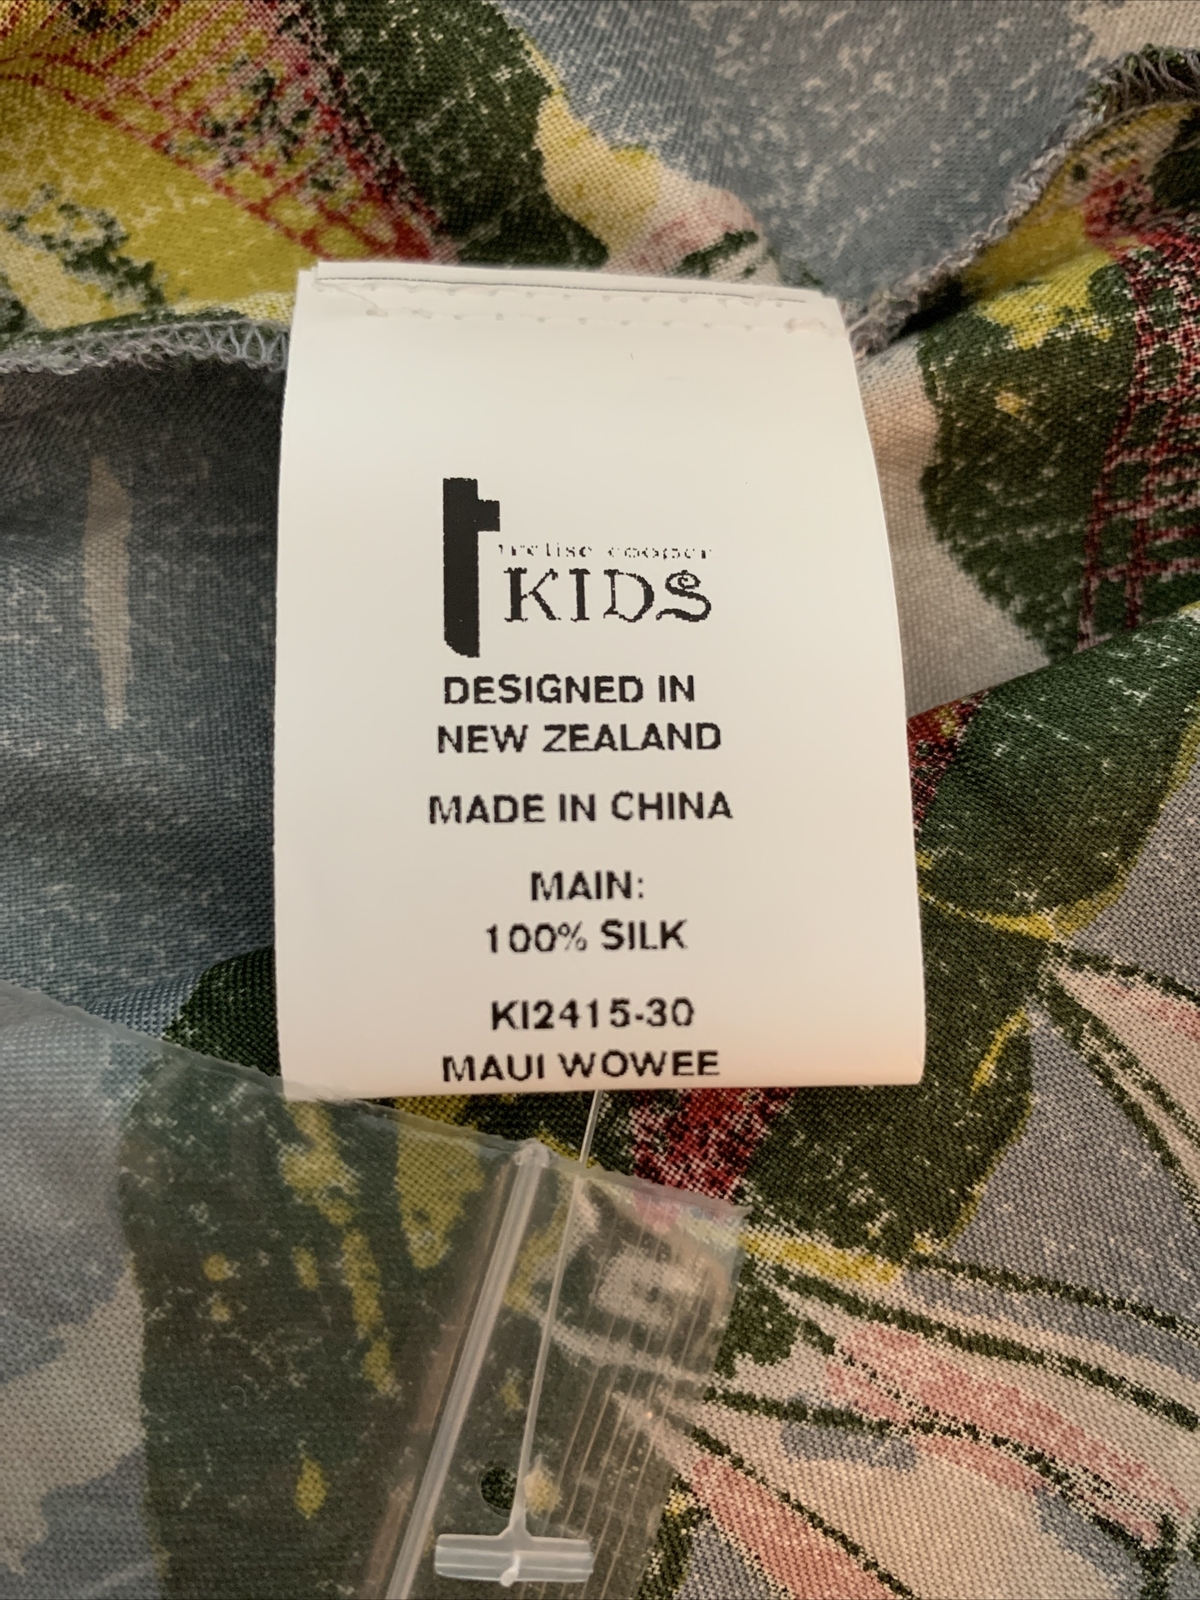 trelise cooper
KIDS
DESIGNED IN
NEW ZEALAND
MADE IN CHINA
MAIN:
100% SILK
KI2415-30
MAUI WOWEE